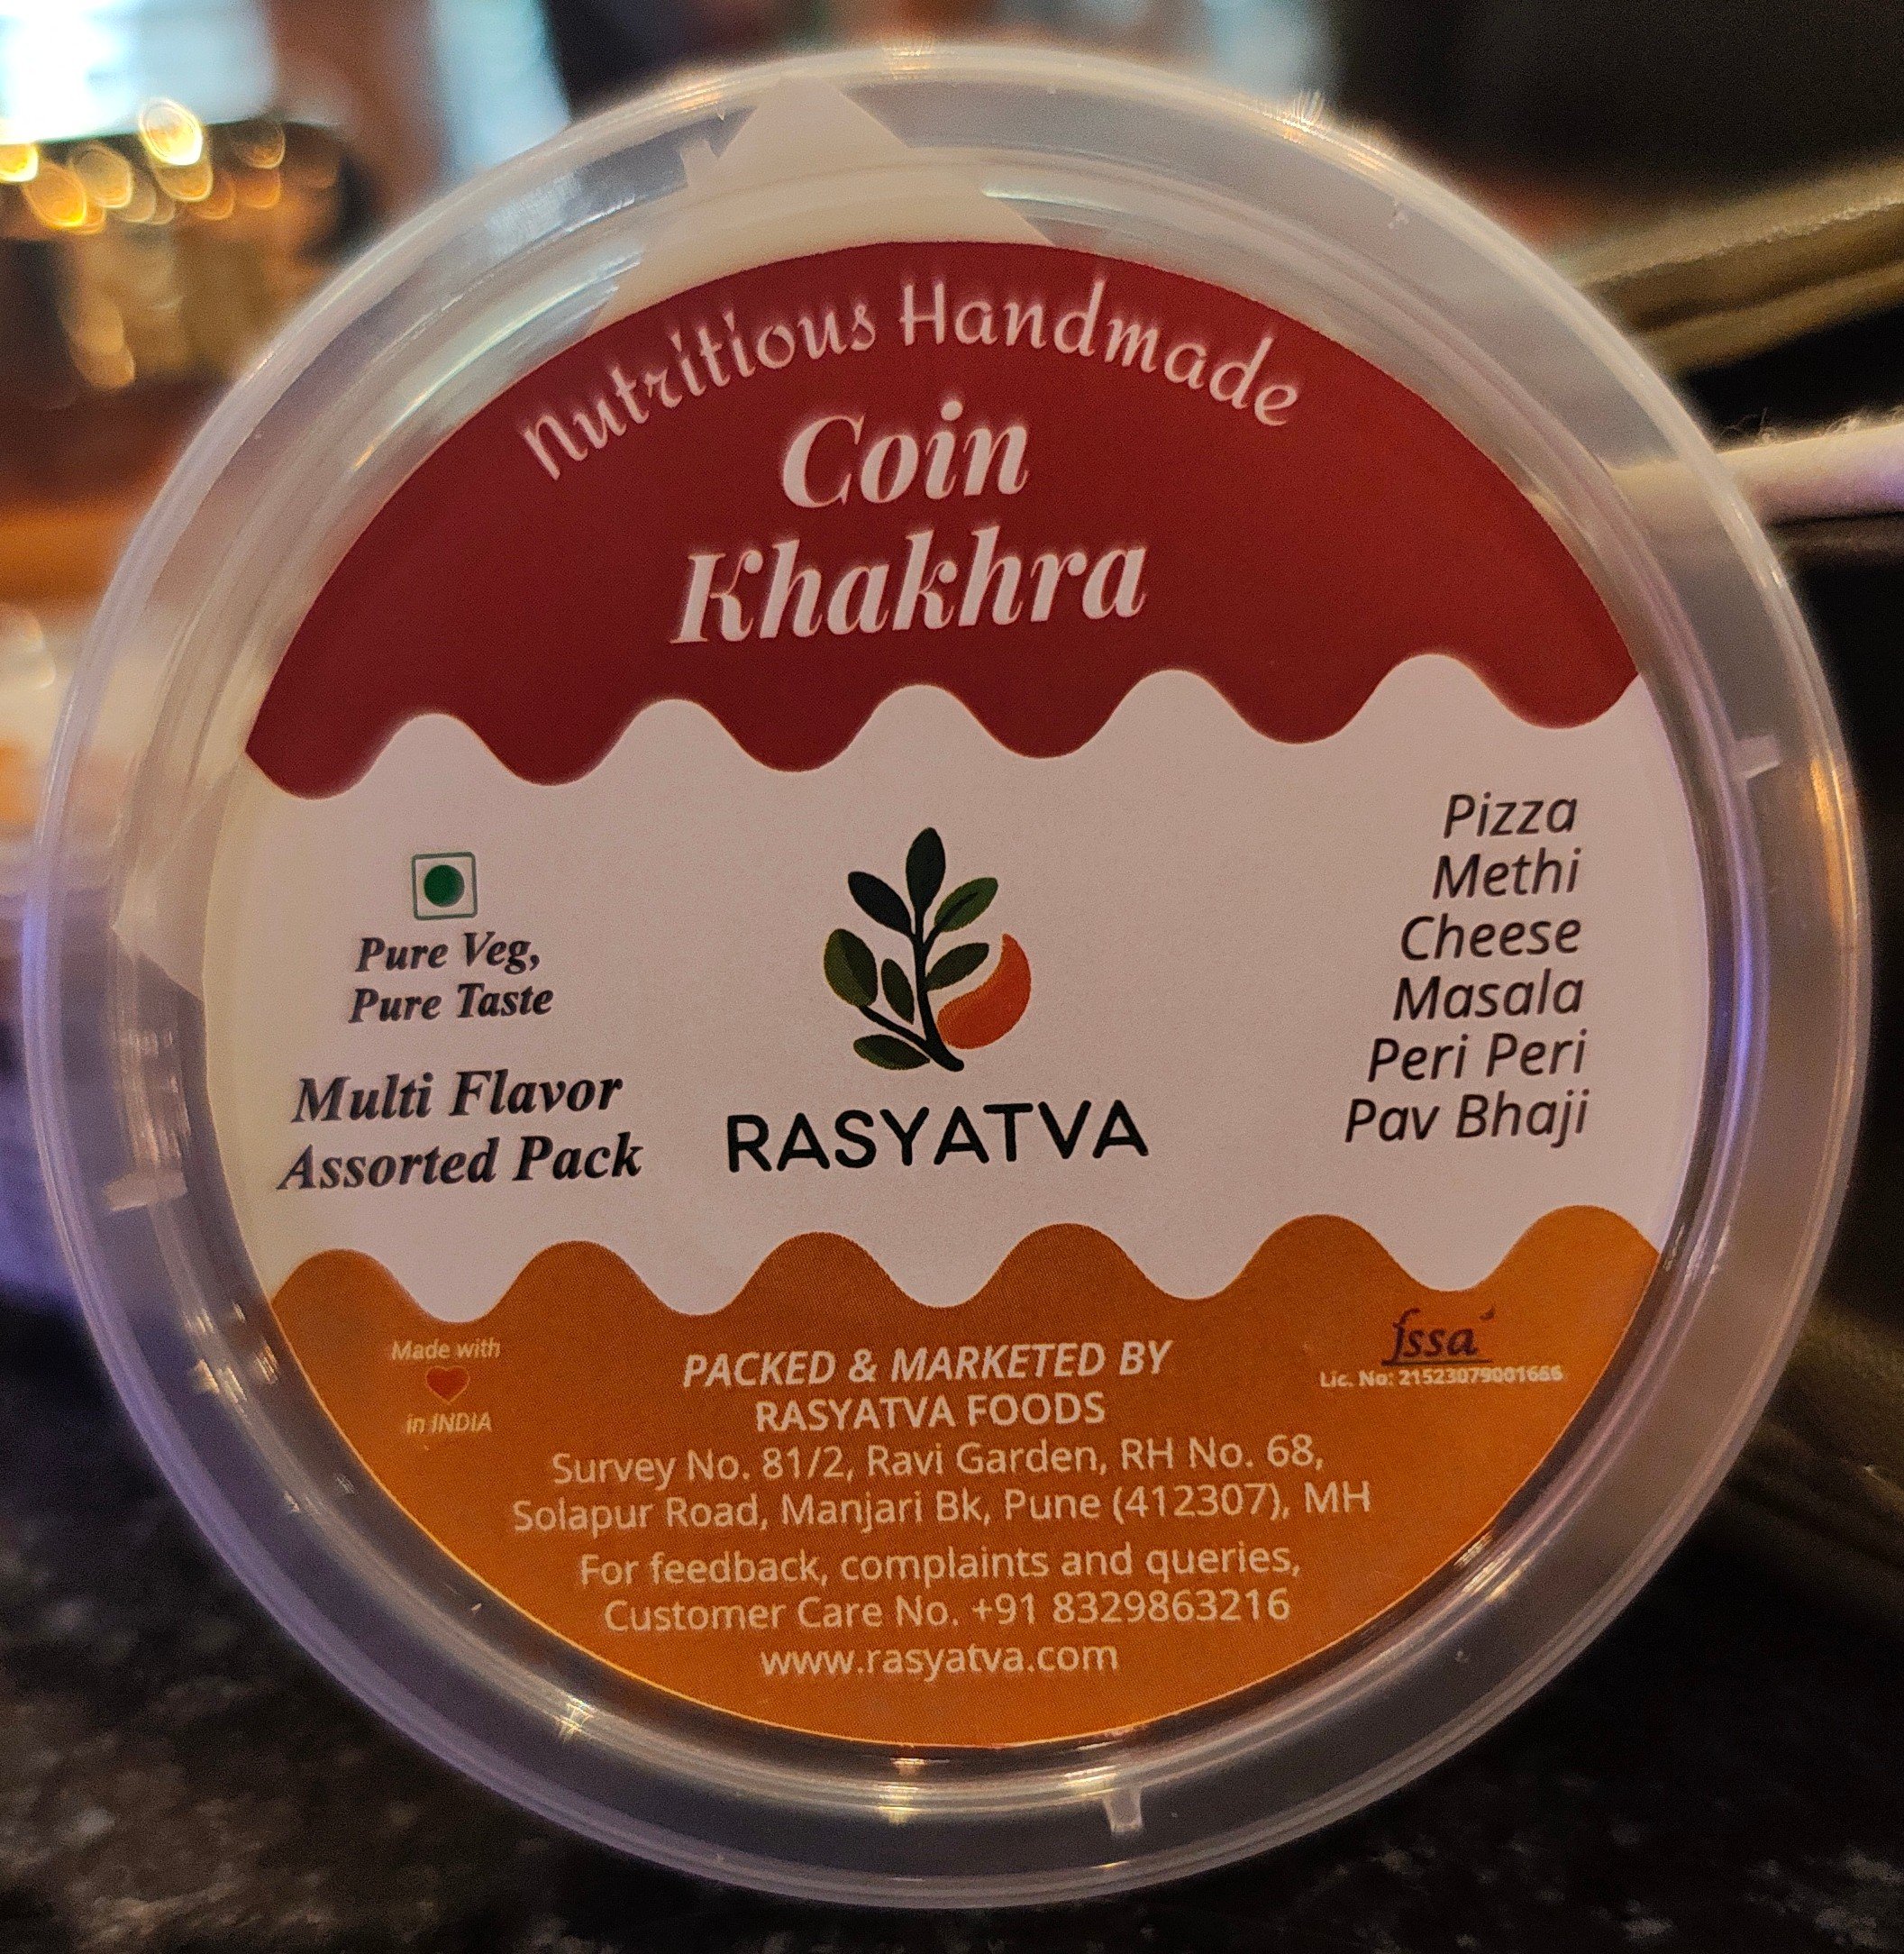 Nutritious Handmade
Coin
Khakhra
Pure Veg,
Pure Taste
Multi Flavor
Assorted Pack
RASYATVA
Pizza
Methi
Cheese
Masala
Peri Peri
Pav Bhaji
Made with
in INDIA
PACKED & MARKETED BY
RASYATVA FOODS
Survey No. 81/2, Ravi Garden, RH No. 68,
Solapur Road, Manjari Bk, Pune (412307), MH
For feedback, complaints and queries,
Customer Care No. +91 8329863216
www.rasyatva.com
fssa
Lic. No: 21523079001666